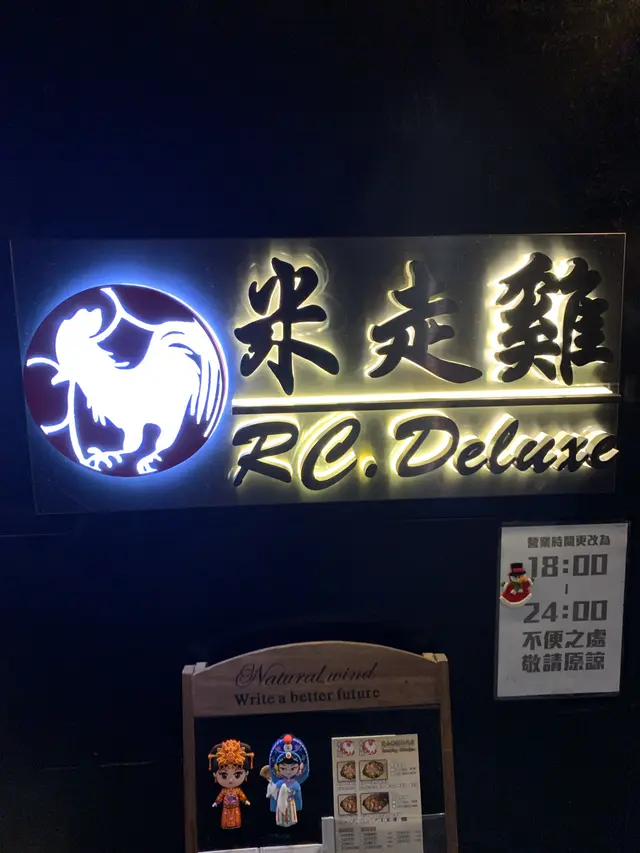 米走雞
RC. Deluxe
營業時間更改為
18:00
|
24:00
不便之處
敬請原諒
Natural wind
Write a better future